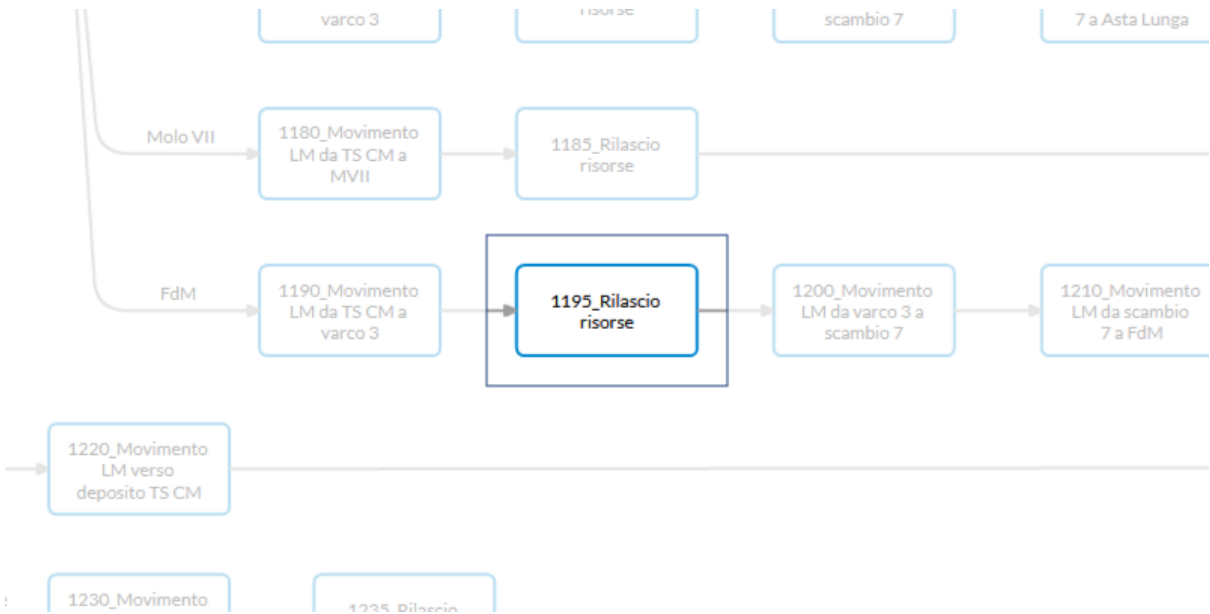 varco 3
risorse
scambio 7
7 a Asta Lunga
Molo VII
1180_Movimento
LM da TS CM a
MVII
1185_Rilascio
risorse
FdM
1190_Movimento
LM da TS CM a
varco 3
1195_Rilascio
risorse
1200_Movimento
LM da varco 3 a
scambio 7
1210_Movimento
LM da scambio
7 a FdM
1220_Movimento
LM verso
deposito TS CM
1230_Movimento
1235_Rilascio